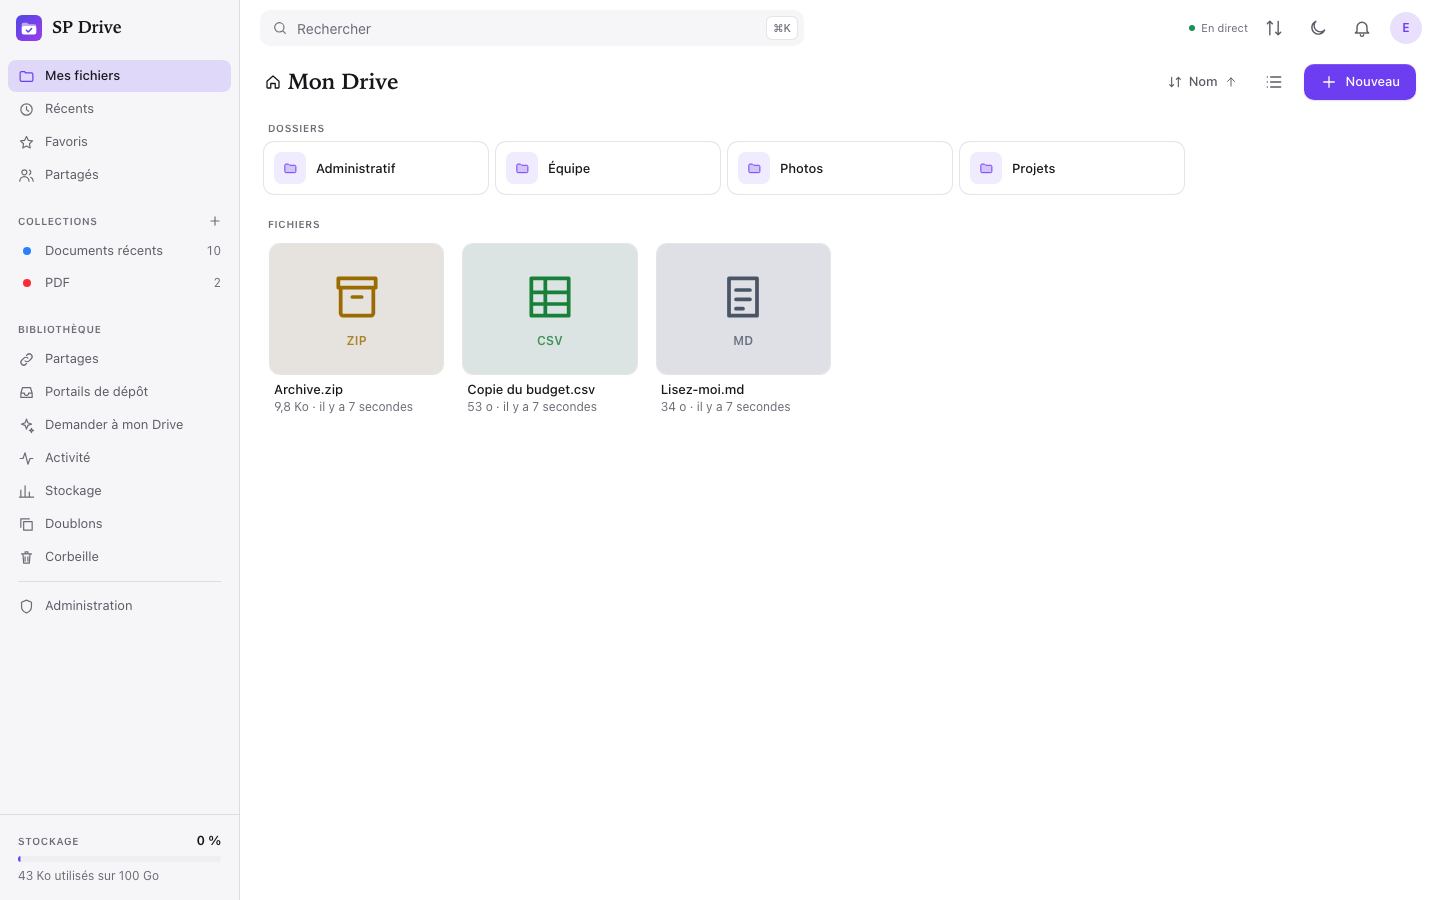 SP Drive
Rechercher
⌘K
En direct
E
Mes fichiers
Récents
Favoris
Partagés
COLLECTIONS
Documents récents 10
PDF 2
BIBLIOTHÈQUE
Partages
Portails de dépôt
Demander à mon Drive
Activité
Stockage
Doublons
Corbeille
Administration
STOCKAGE 0 %
43 Ko utilisés sur 100 Go
Mon Drive
Nom
Nouveau
DOSSIERS
Administratif
Équipe
Photos
Projets
FICHIERS
ZIP
Archive.zip
9,8 Ko · il y a 7 secondes
CSV
Copie du budget.csv
53 o · il y a 7 secondes
MD
Lisez-moi.md
34 o · il y a 7 secondes